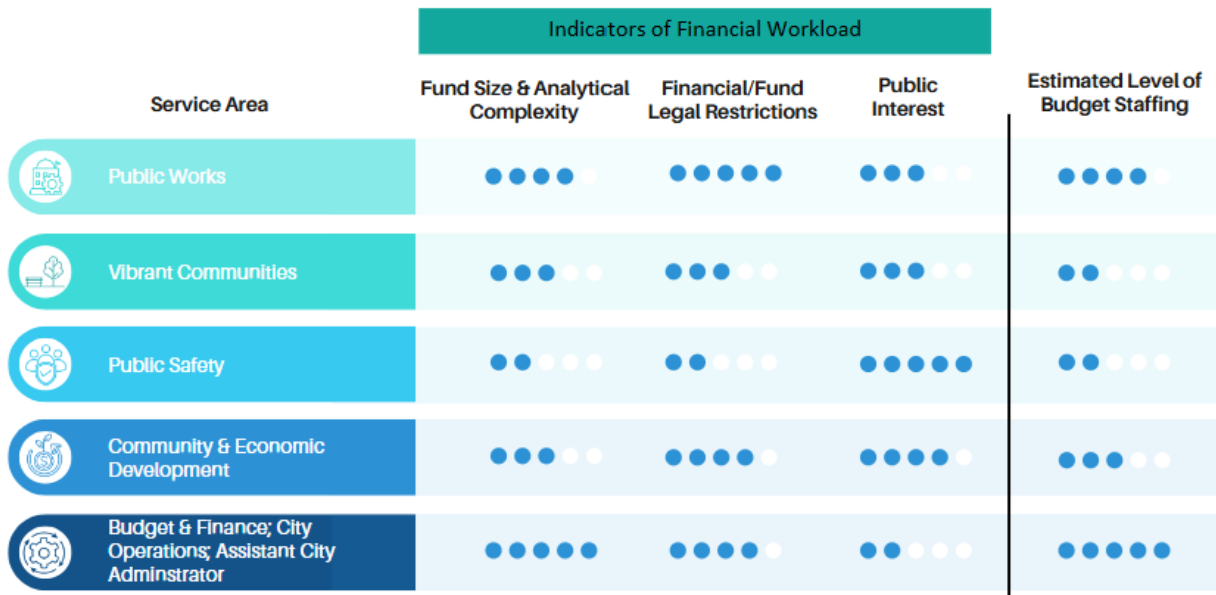 Indicators of Financial Workload
Service Area
Fund Size & Analytical
Complexity
Financial/Fund
Legal Restrictions
Public
Interest
Estimated Level of
Budget Staffing
Public Works
Vibrant Communities
Public Safety
Community & Economic
Development
Budget & Finance; City
Operations; Assistant City
Adminstrator